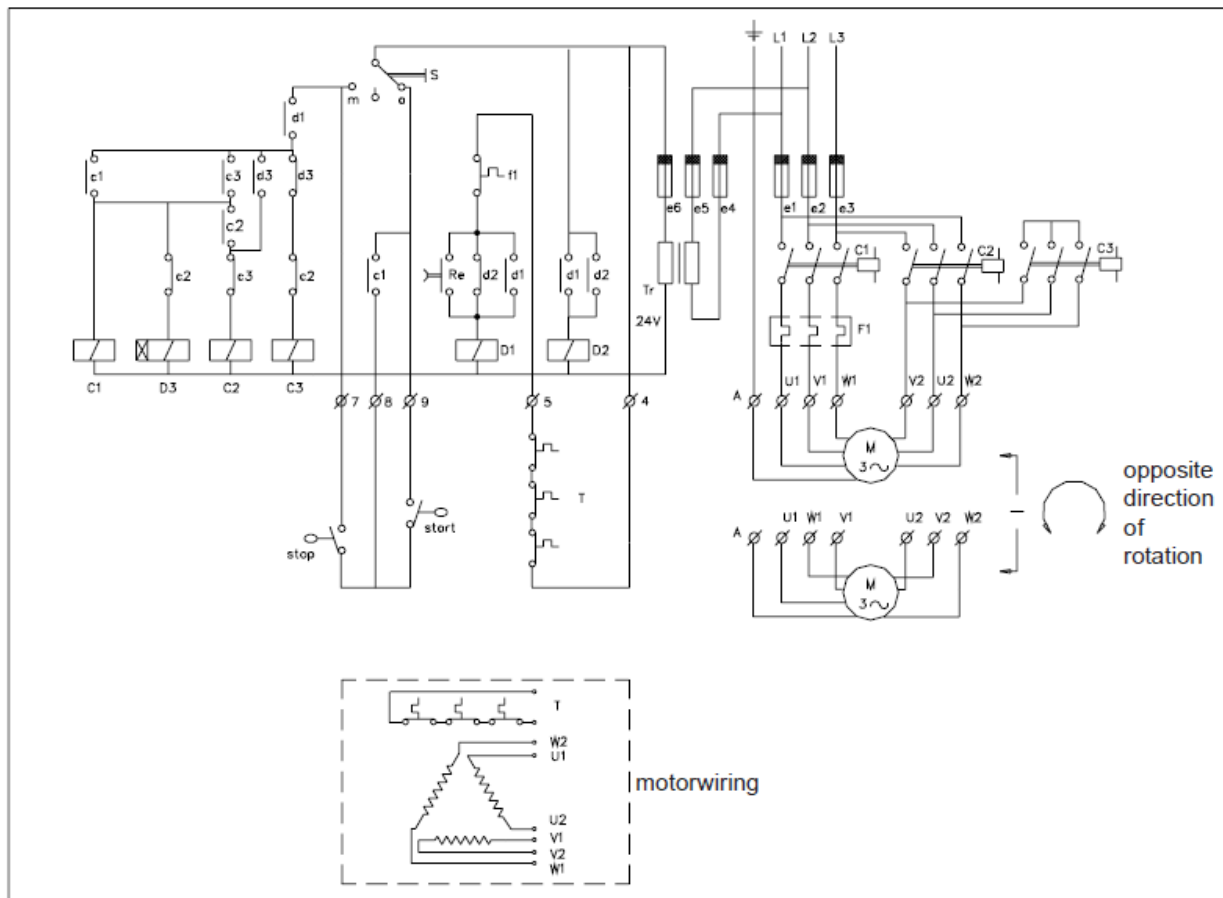 L1 L2 L3
S
m o
d1
c1 c3 d3 d3
f1
c2
e6 e5 e4 e1 e2 e3
c2 c3 c2
c1
Re d2 d1
d1 d2
Tr
24V
C1 C2 C3
F1
D1 D2
C1 D3 C2 C3
7 8 9 5 4
A U1 V1 W1 V2 U2 W2
M
3
T
start
stop
opposite
direction
of
rotation
A U1 W1 V1 U2 V2 W2
M
3
T
W2
U1
motorwiring
U2
V1
V2
W1